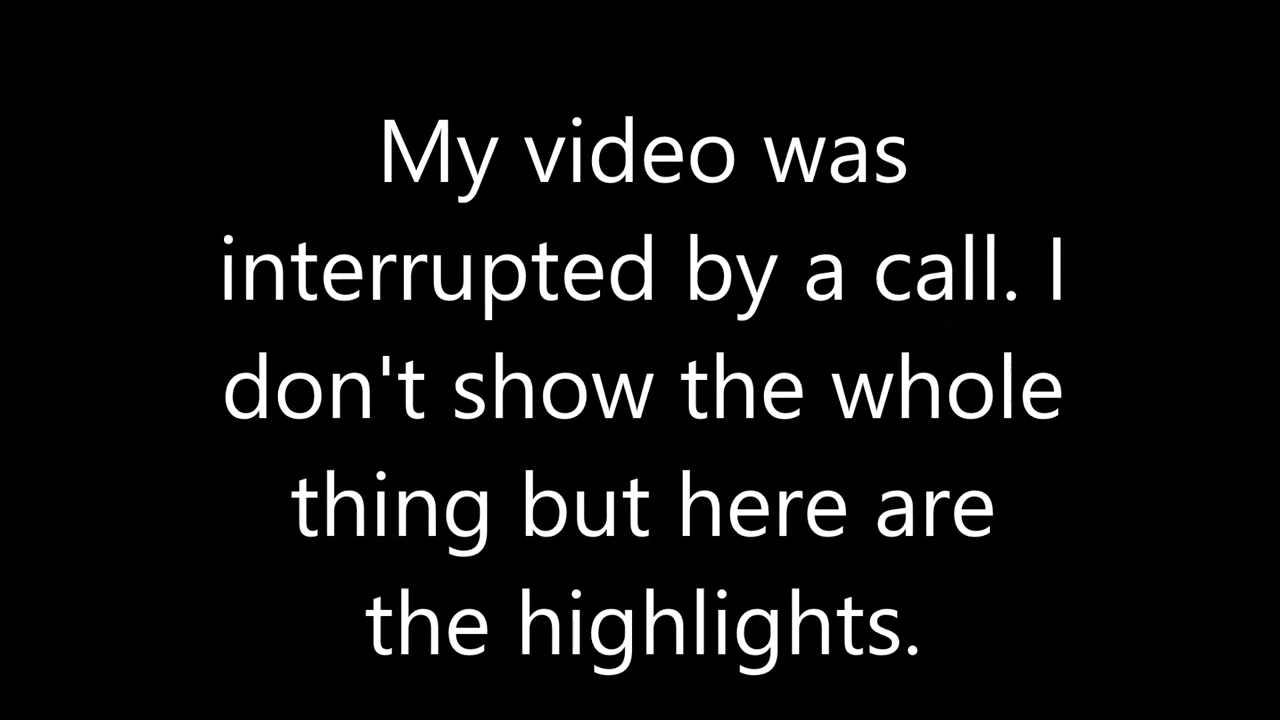 My video was
interrupted by a call. I
don't show the whole
thing but here are
the highlights.